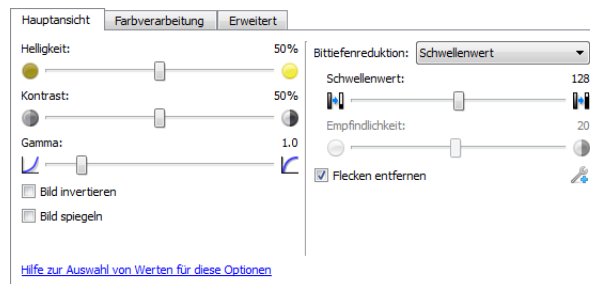 Hauptansicht Farbverarbeitung Erweitert
Helligkeit: 50%
Kontrast: 50%
Gamma: 1.0
Bild invertieren
Bild spiegeln
Hilfe zur Auswahl von Werten für diese Optionen
Bittiefenreduktion: Schwellenwert
Schwellenwert: 128
Empfindlichkeit: 20
Flecken entfernen